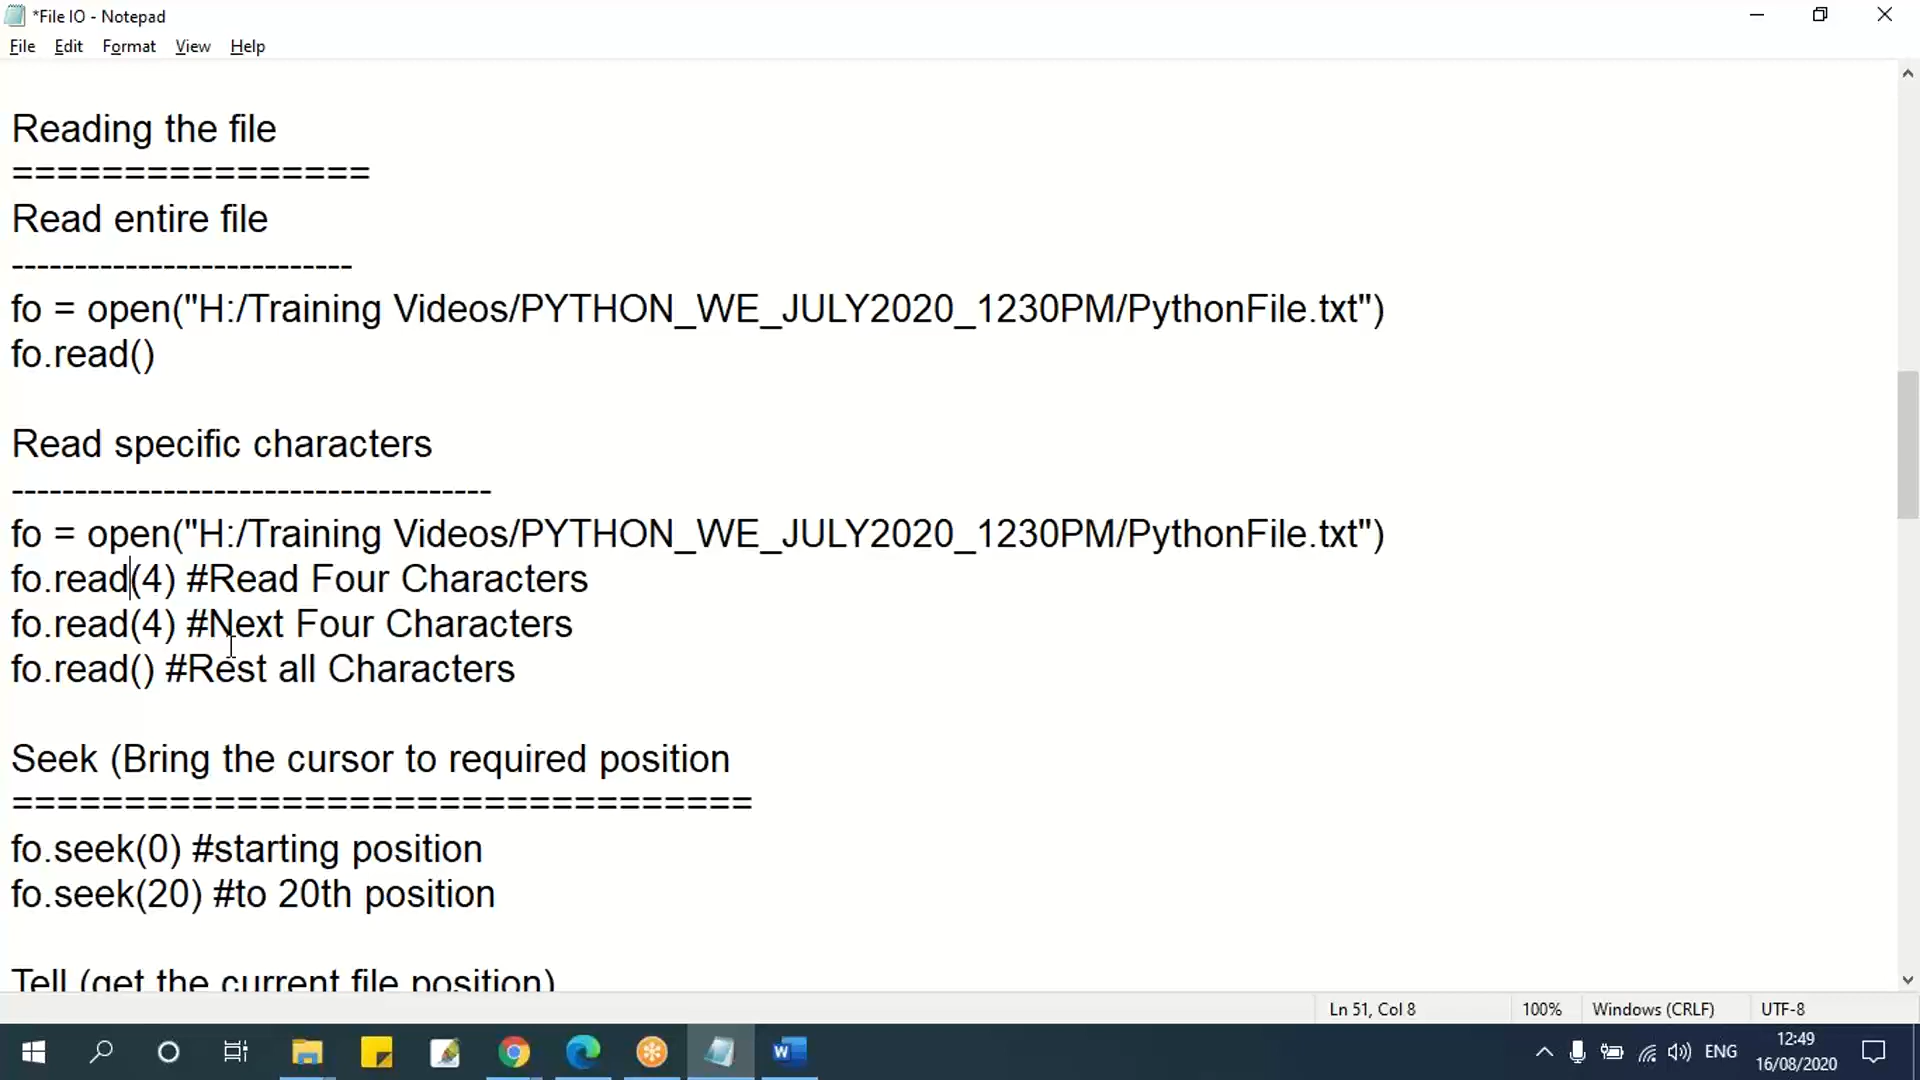 *File IO - Notepad
File Edit Format View Help
Reading the file
================
Read entire file
---------------------------
fo = open("H:/Training Videos/PYTHON_WE_JULY2020_1230PM/PythonFile.txt")
fo.read()
Read specific characters
--------------------------------------
fo = open("H:/Training Videos/PYTHON_WE_JULY2020_1230PM/PythonFile.txt")
fo.read(4) #Read Four Characters
fo.read(4) #Next Four Characters
fo.read() #Rest all Characters
Seek (Bring the cursor to required position
=================================
fo.seek(0) #starting position
fo.seek(20) #to 20th position
Tell (get the current file position)
Ln 51, Col 8 100% Windows (CRLF) UTF-8
ENG 12:49
16/08/2020